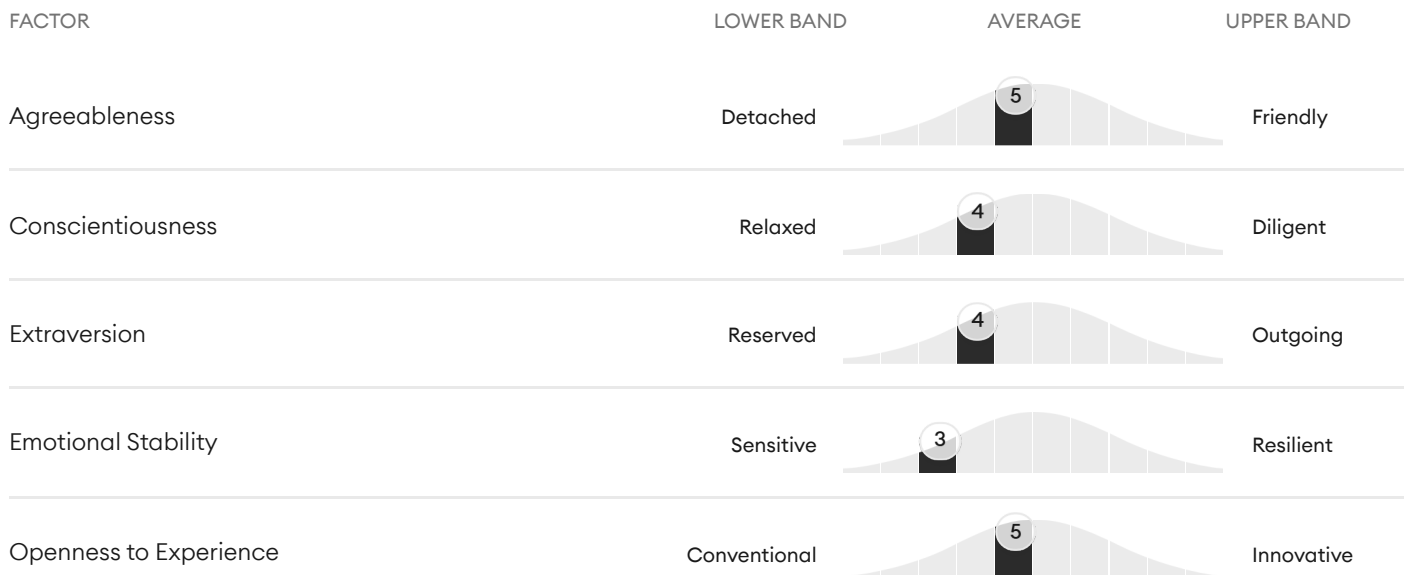 FACTOR LOWER BAND AVERAGE UPPER BAND
Agreeableness Detached 5 Friendly
Conscientiousness Relaxed 4 Diligent
Extraversion Reserved 4 Outgoing
Emotional Stability Sensitive 3 Resilient
Openness to Experience Conventional 5 Innovative